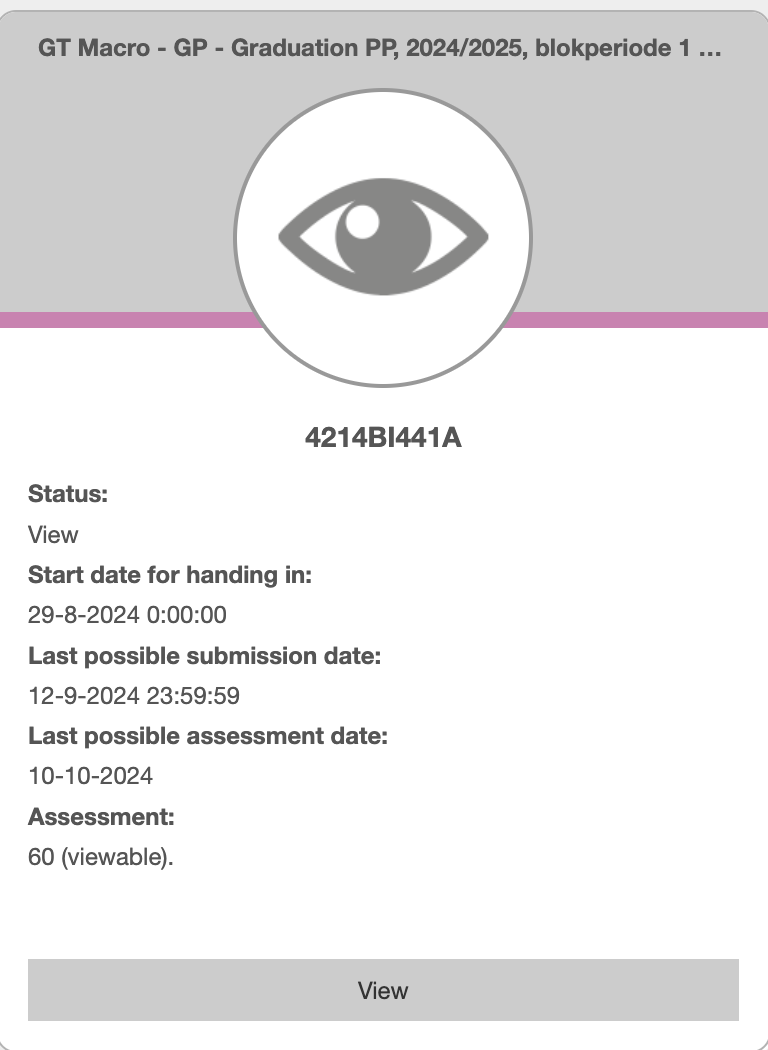 GT Macro - GP - Graduation PP, 2024/2025, blokperiode 1 ...
4214BI441A
Status:
View
Start date for handing in:
29-8-2024 0:00:00
Last possible submission date:
12-9-2024 23:59:59
Last possible assessment date:
10-10-2024
Assessment:
60 (viewable).
View